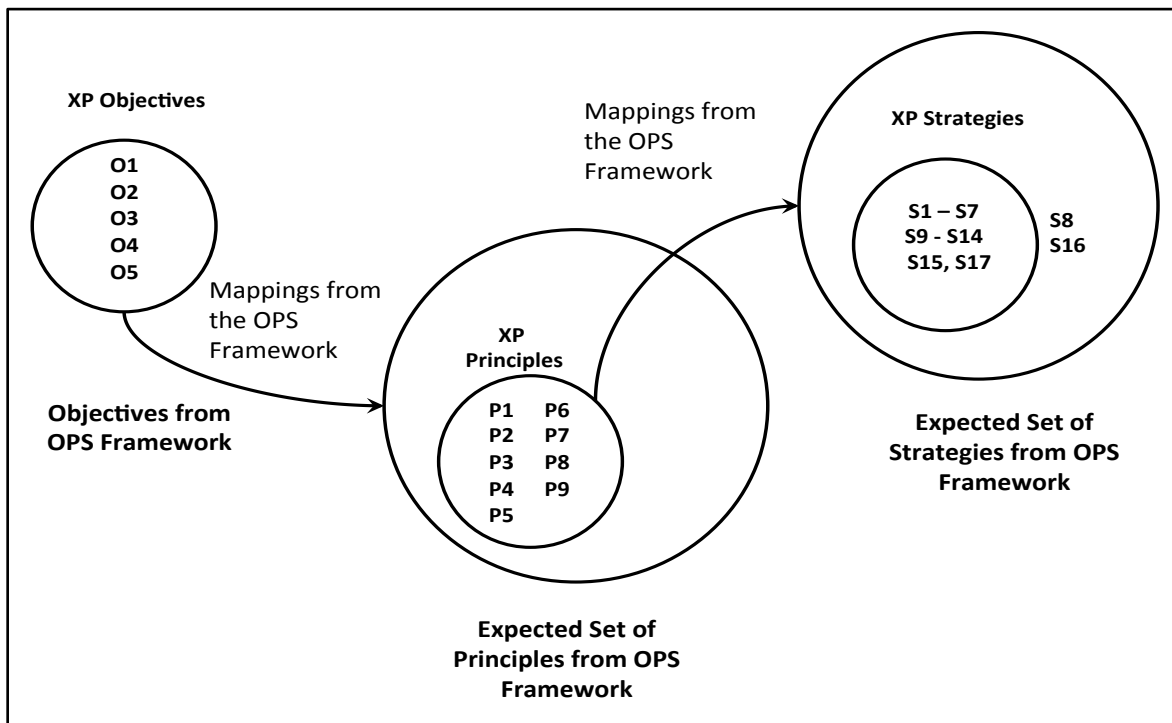 XP Objectives
O1
O2
O3
O4
O5
Mappings from
the OPS
Framework
Objectives from
OPS Framework
XP
Principles
P1 P6
P2 P7
P3 P8
P4 P9
P5
Expected Set of
Principles from OPS
Framework
Mappings from
the OPS
Framework
XP Strategies
S1 – S7
S9 - S14
S15, S17
S8
S16
Expected Set of
Strategies from OPS
Framework